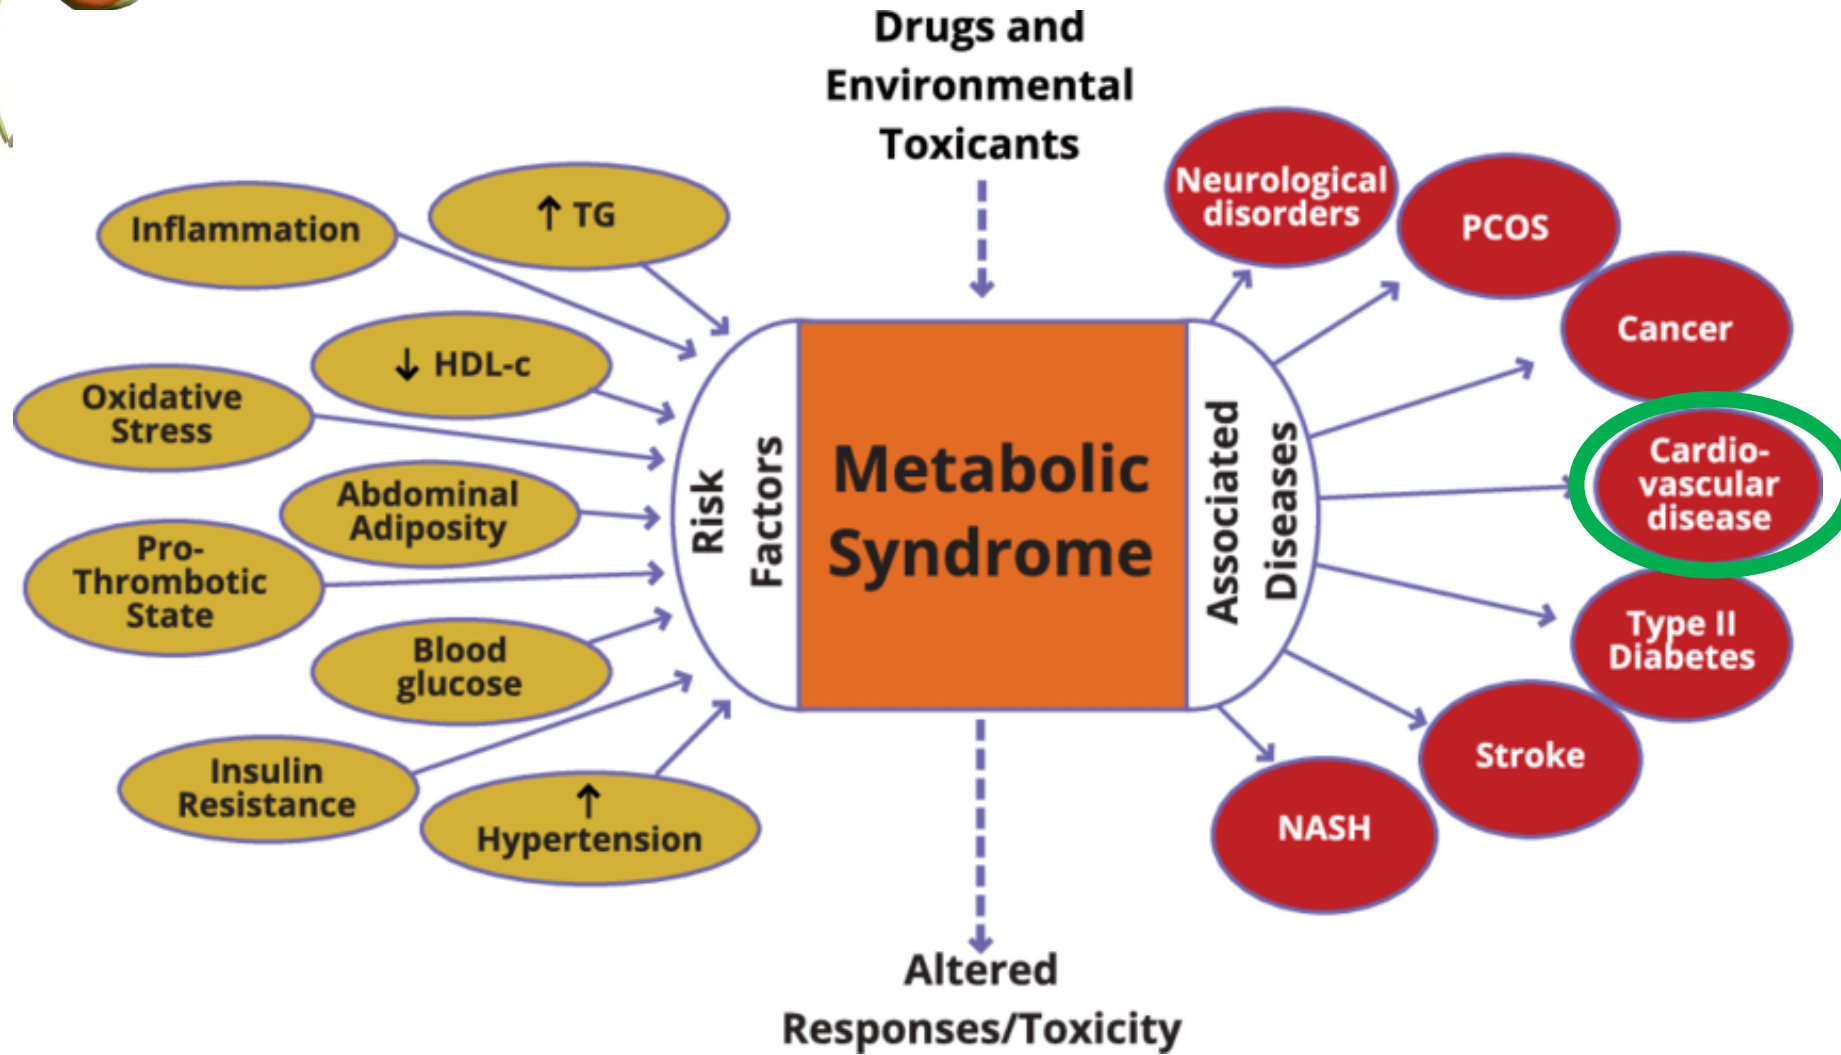 Drugs and
Environmental
Toxicants
Inflammation
↑ TG
↓ HDL-c
Oxidative
Stress
Abdominal
Adiposity
Pro-
Thrombotic
State
Blood
glucose
Insulin
Resistance
↑
Hypertension
Risk
Factors
Metabolic
Syndrome
Associated
Diseases
Neurological
disorders
PCOS
Cancer
Cardio-
vascular
disease
Type II
Diabetes
Stroke
NASH
Altered
Responses/Toxicity